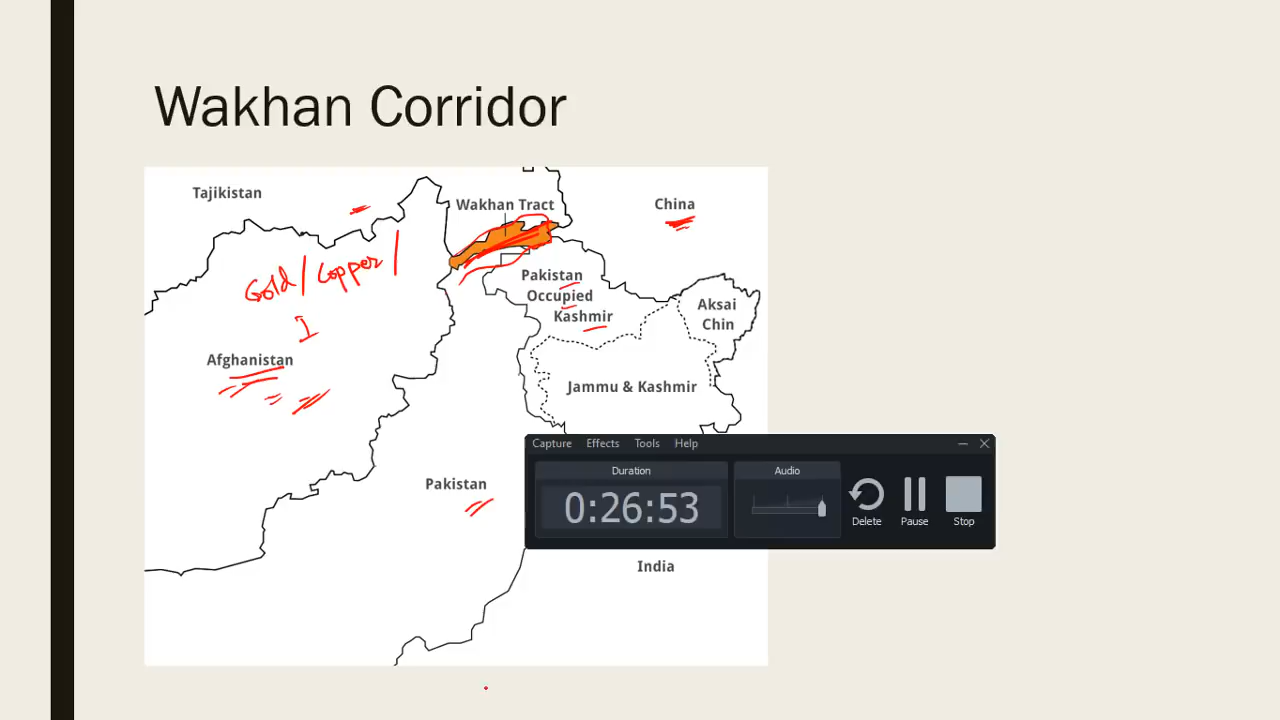 Wakhan Corridor
Tajikistan
Wakhan Tract
China
Gold / Copper /
Pakistan
Occupied
Kashmir
Aksai
Chin
Afghanistan
Jammu & Kashmir
Pakistan
India
Capture Effects Tools Help
Duration
Audio
0:26:53
Delete
Pause
Stop